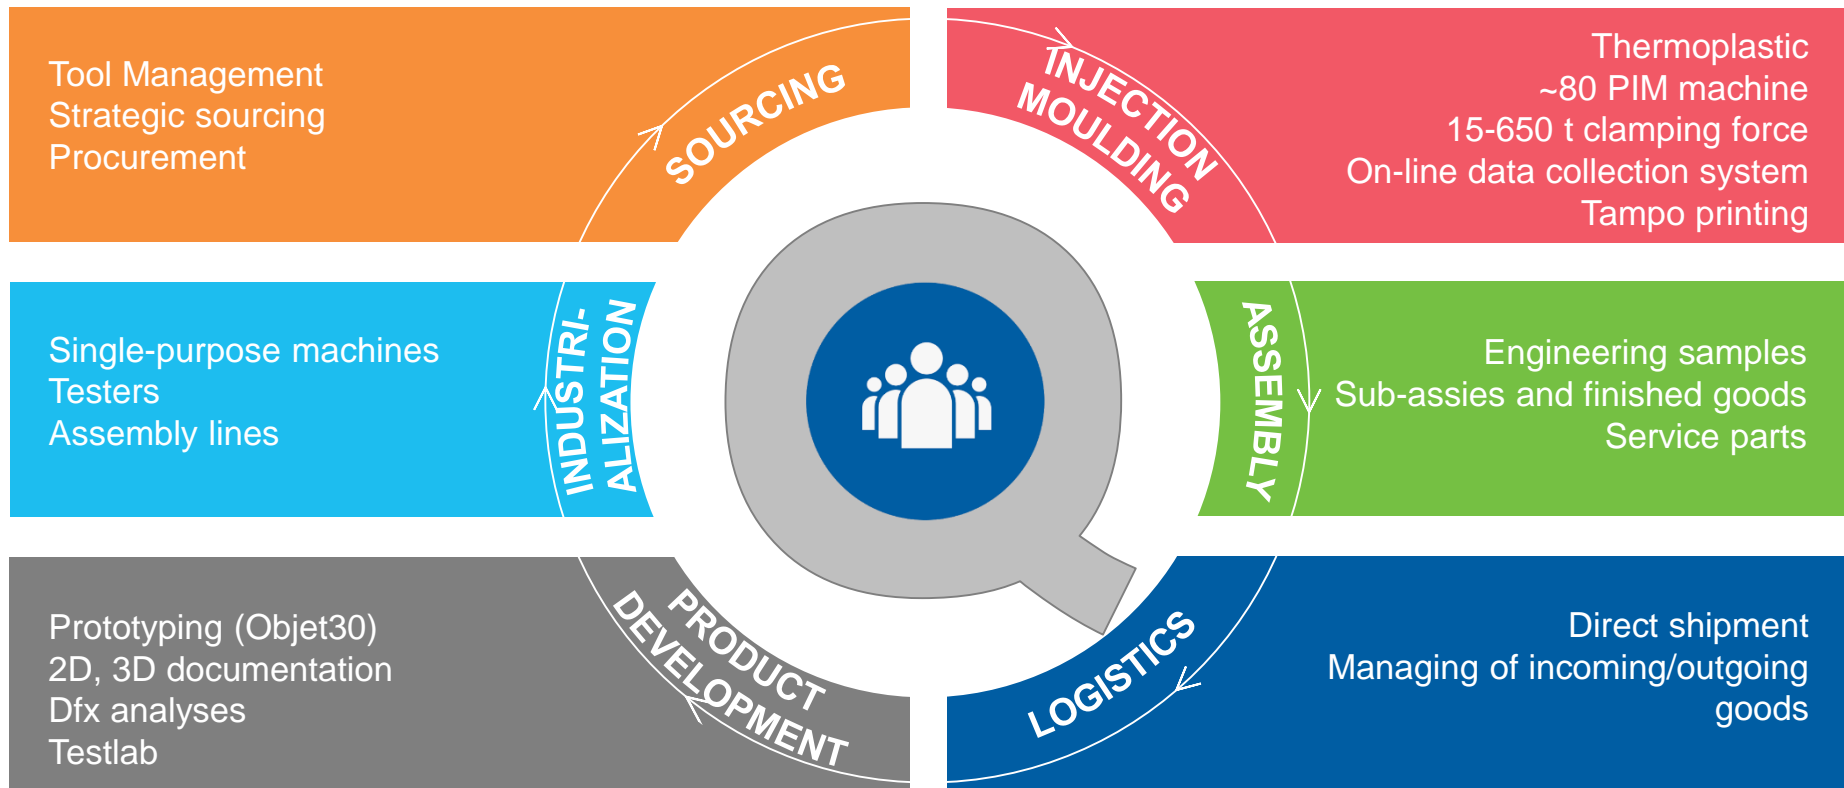 Tool Management
Strategic sourcing
Procurement
SOURCING
INJECTION
MOULDING
Thermoplastic
~80 PIM machine
15-650 t clamping force
On-line data collection system
Tampo printing
Single-purpose machines
Testers
Assembly lines
INDUSTRI-
ALIZATION
ASSEMBLY
Engineering samples
Sub-assies and finished goods
Service parts
Prototyping (Objet30)
2D, 3D documentation
Dfx analyses
Testlab
PRODUCT
DEVELOPMENT
LOGISTICS
Direct shipment
Managing of incoming/outgoing
goods